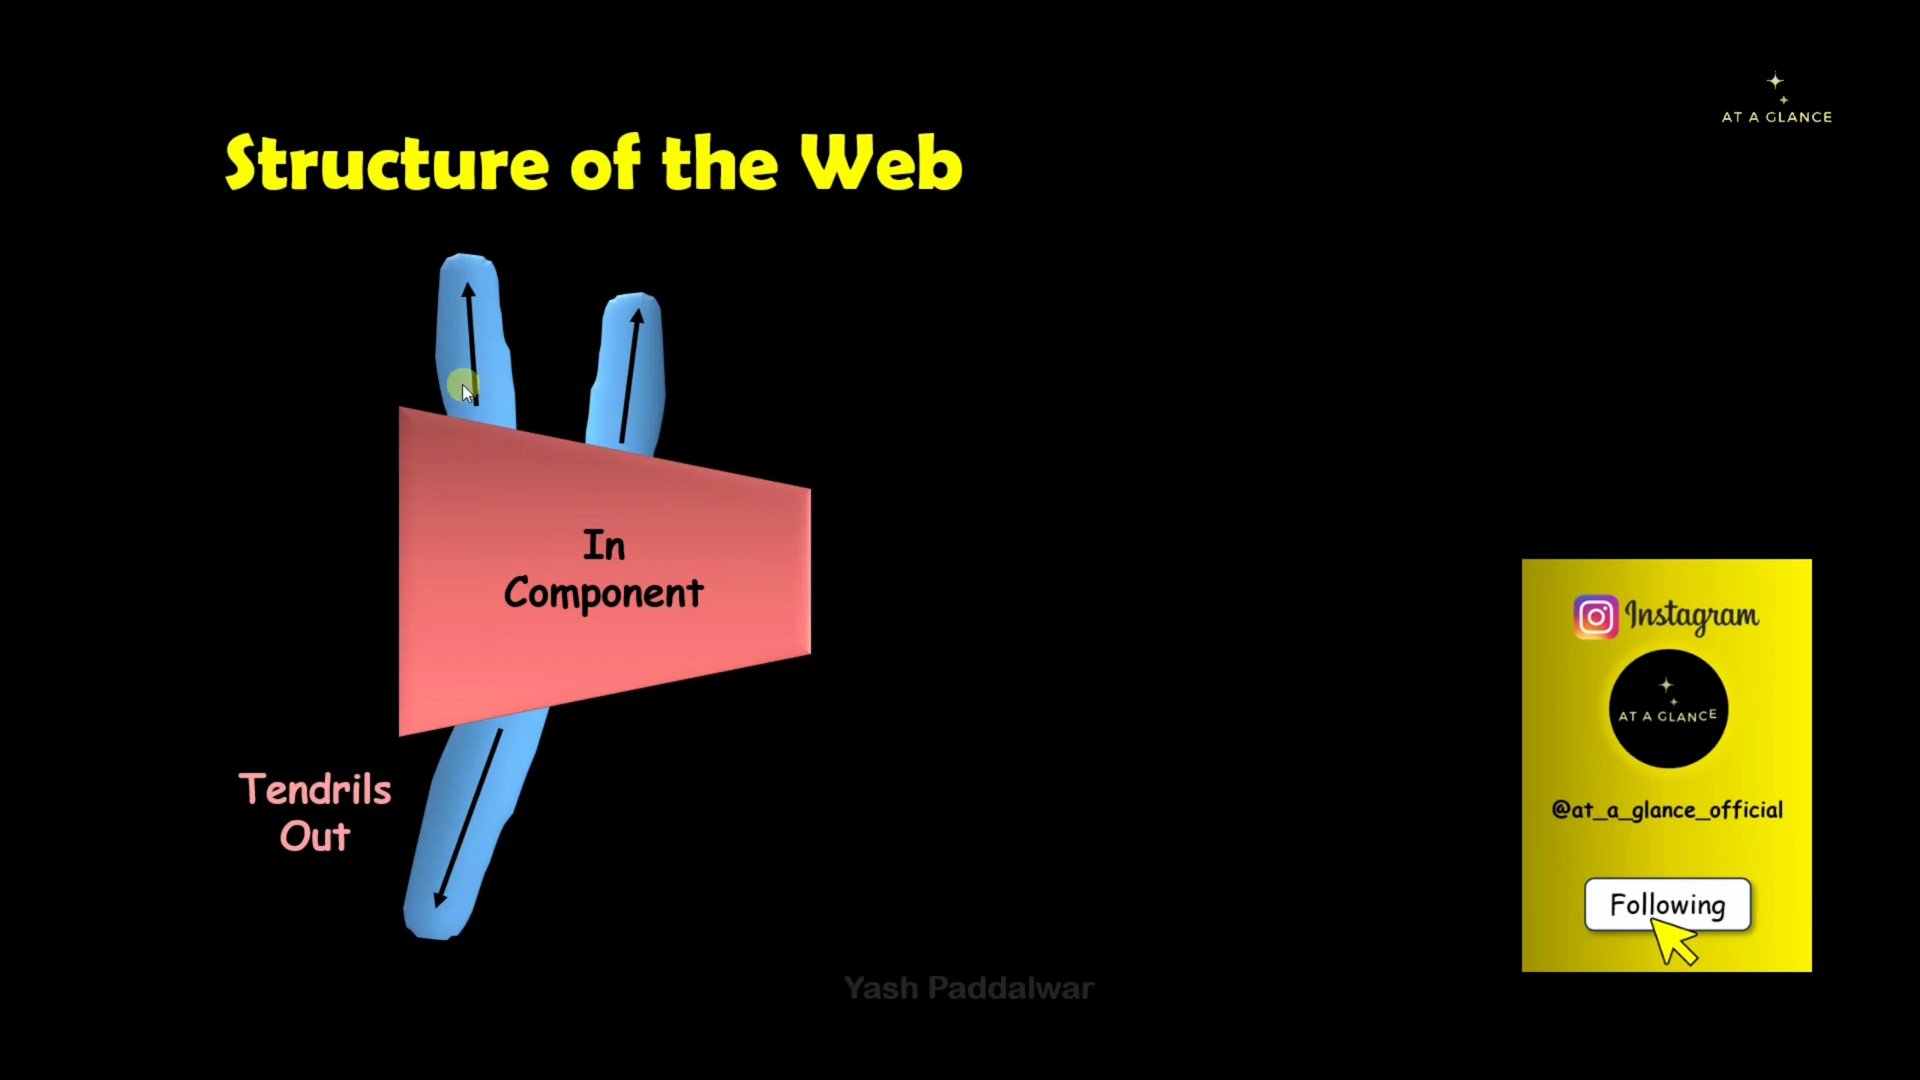 AT A GLANCE
Structure of the Web
In
Component
Tendrils
Out
Instagram
AT A GLANCE
@at_a_glance_official
Following
Yash Paddalwar